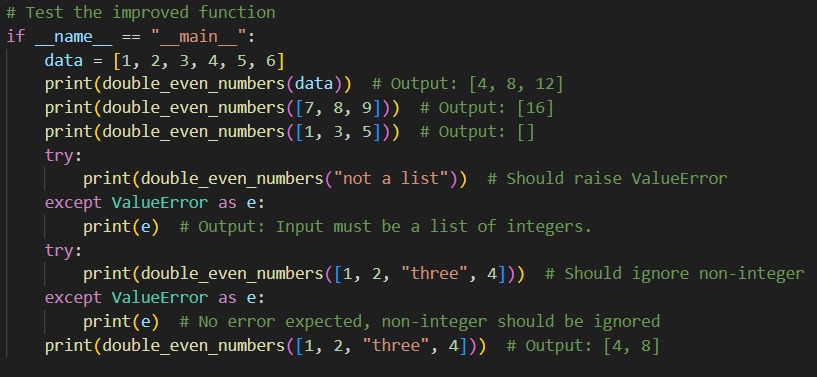 # Test the improved function
if __name__ == "__main__":
    data = [1, 2, 3, 4, 5, 6]
    print(double_even_numbers(data))  # Output: [4, 8, 12]
    print(double_even_numbers([7, 8, 9]))  # Output: [16]
    print(double_even_numbers([1, 3, 5]))  # Output: []
    try:
        print(double_even_numbers("not a list"))  # Should raise ValueError
    except ValueError as e:
        print(e)  # Output: Input must be a list of integers.
    try:
        print(double_even_numbers([1, 2, "three", 4]))  # Should ignore non-integer
    except ValueError as e:
        print(e)  # No error expected, non-integer should be ignored
    print(double_even_numbers([1, 2, "three", 4]))  # Output: [4, 8]